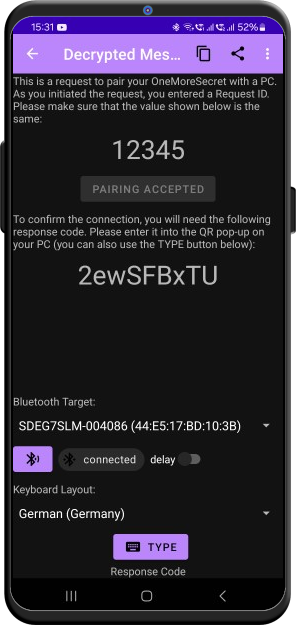 15:31 52%
Decrypted Mes...
This is a request to pair your OneMoreSecret with a PC.
As you initiated the request, you entered a Request ID.
Please make sure that the value shown below is the
same:
12345
PAIRING ACCEPTED
To confirm the connection, you will need the following
response code. Please enter it into the QR pop-up on
your PC (you can also use the TYPE button below):
2ewSFBxTU
Bluetooth Target:
SDEG7SLM-004086 (44:E5:17:BD:10:3B)
connected delay
Keyboard Layout:
German (Germany)
TYPE
Response Code